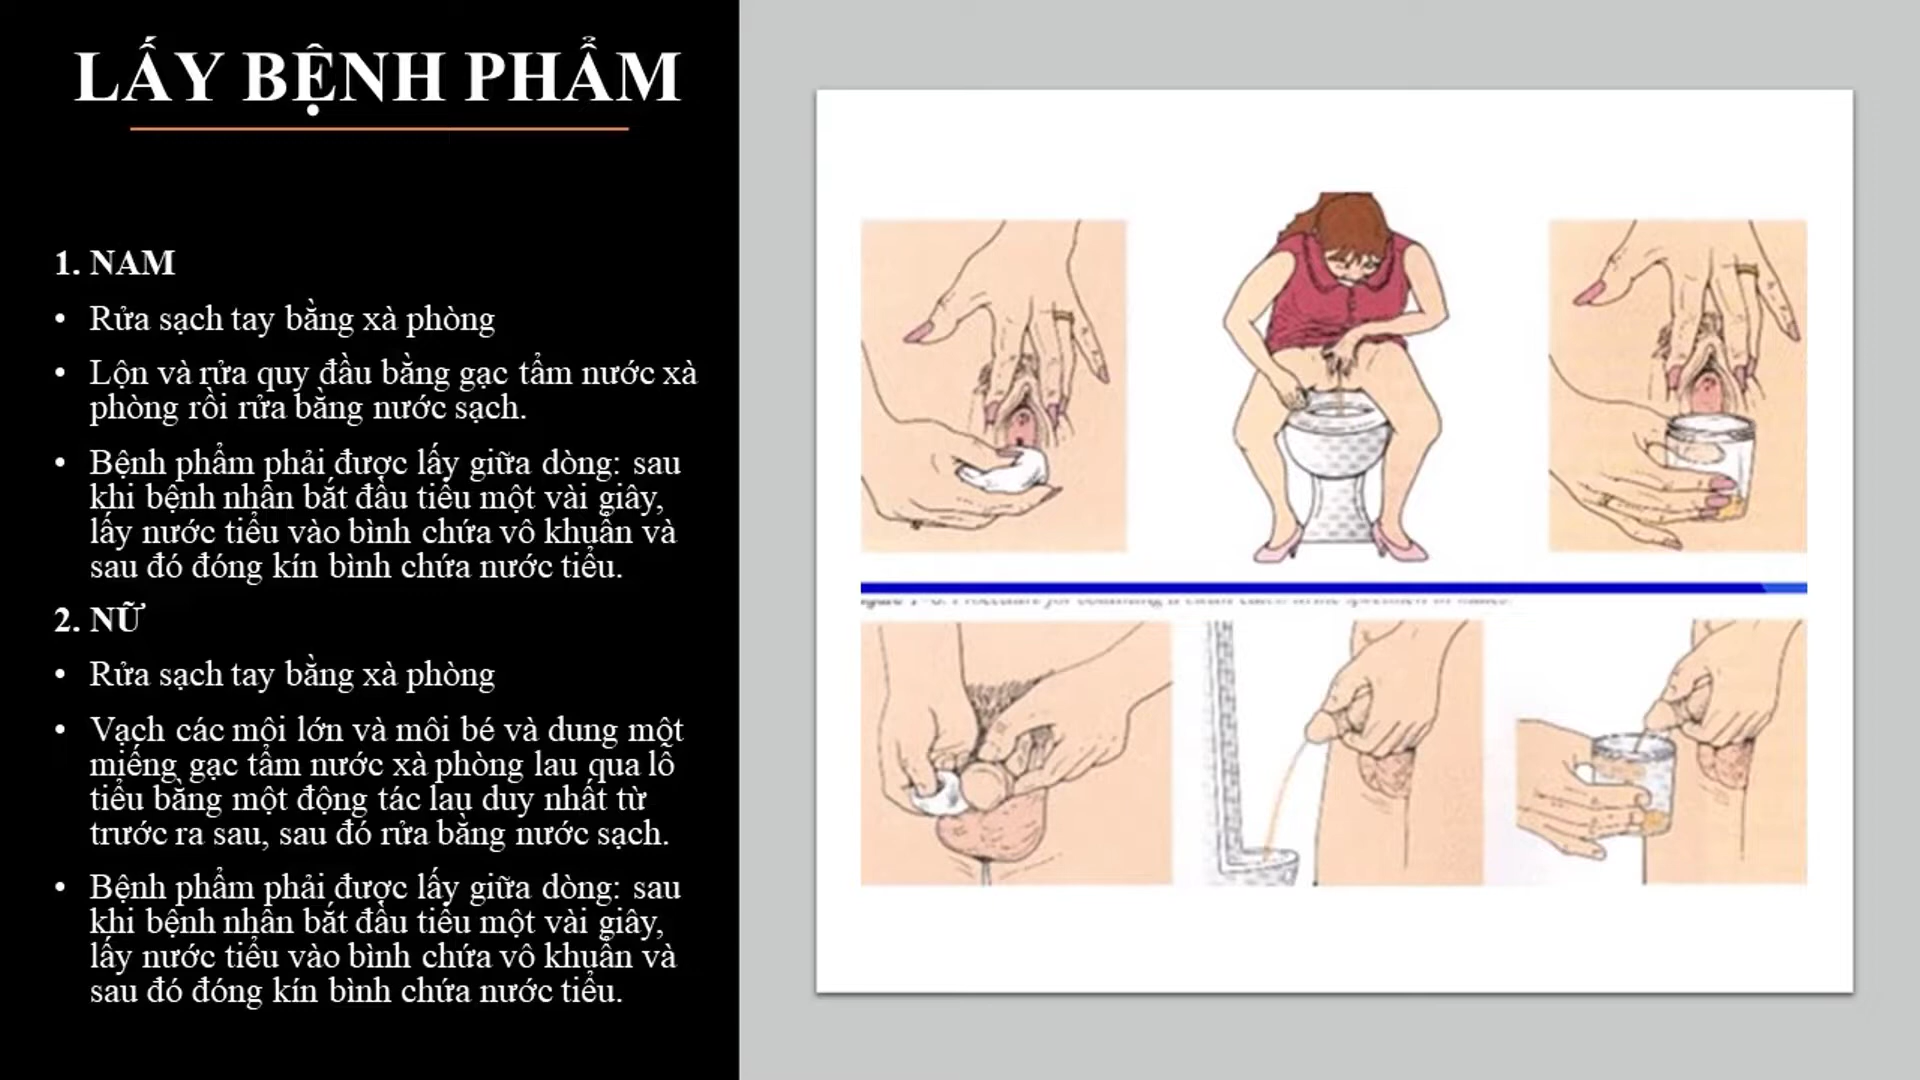 LẤY BỆNH PHẨM
1. NAM
• Rửa sạch tay bằng xà phòng
• Lộn và rửa quy đầu bằng gạc tẩm nước xà
phòng rồi rửa bằng nước sạch.
• Bệnh phẩm phải được lấy giữa dòng: sau
khi bệnh nhân bắt đầu tiểu một vài giây,
lấy nước tiểu vào bình chứa vô khuẩn và
sau đó đóng kín bình chứa nước tiểu.
2. NỮ
• Rửa sạch tay bằng xà phòng
• Vạch các môi lớn và môi bé và dung một
miếng gạc tẩm nước xà phòng lau qua lỗ
tiểu bằng một động tác lau duy nhất từ
trước ra sau, sau đó rửa bằng nước sạch.
• Bệnh phẩm phải được lấy giữa dòng: sau
khi bệnh nhân bắt đầu tiểu một vài giây,
lấy nước tiểu vào bình chứa vô khuẩn và
sau đó đóng kín bình chứa nước tiểu.